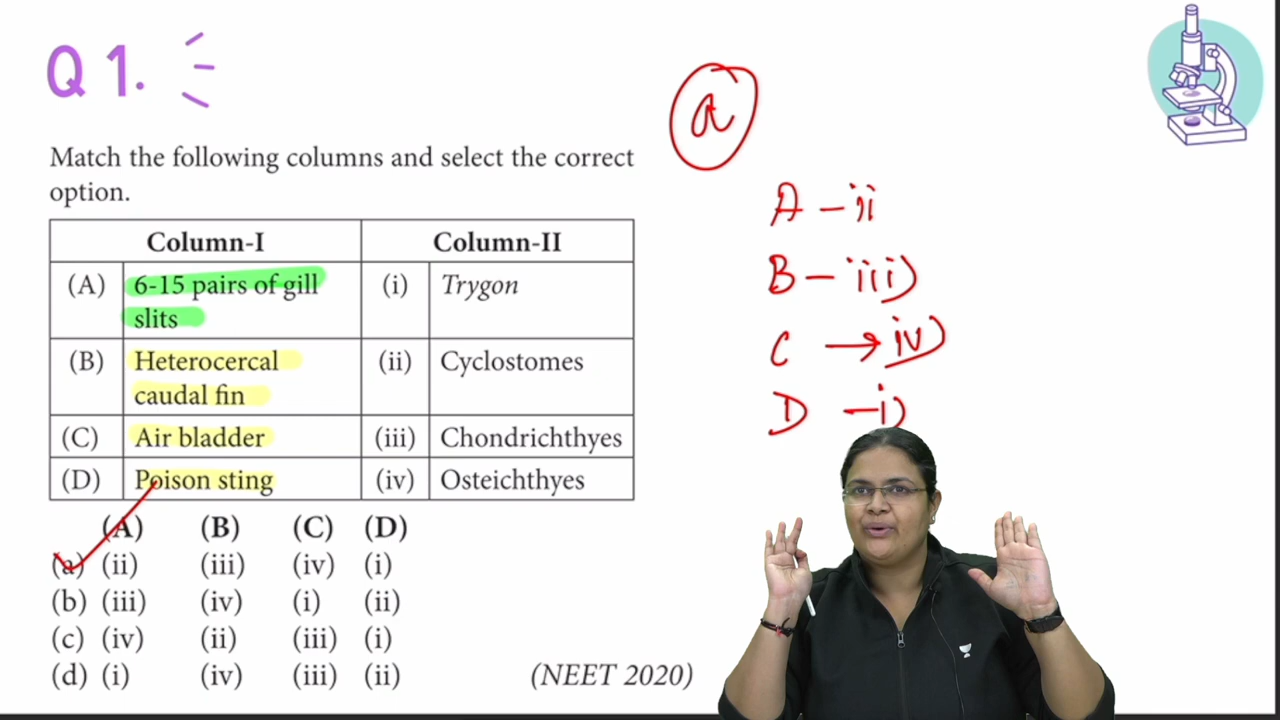 Q 1.
Match the following columns and select the correct
option.
Column-I Column-II
(A) 6-15 pairs of gill slits (i) Trygon
(B) Heterocercal caudal fin (ii) Cyclostomes
(C) Air bladder (iii) Chondrichthyes
(D) Poison sting (iv) Osteichthyes
(A) (B) (C) (D)
(a) (ii) (iii) (iv) (i)
(b) (iii) (iv) (i) (ii)
(c) (iv) (ii) (iii) (i)
(d) (i) (iv) (iii) (ii)
(NEET 2020)
a
A – ii
B – iii)
C → iv)
D – i)